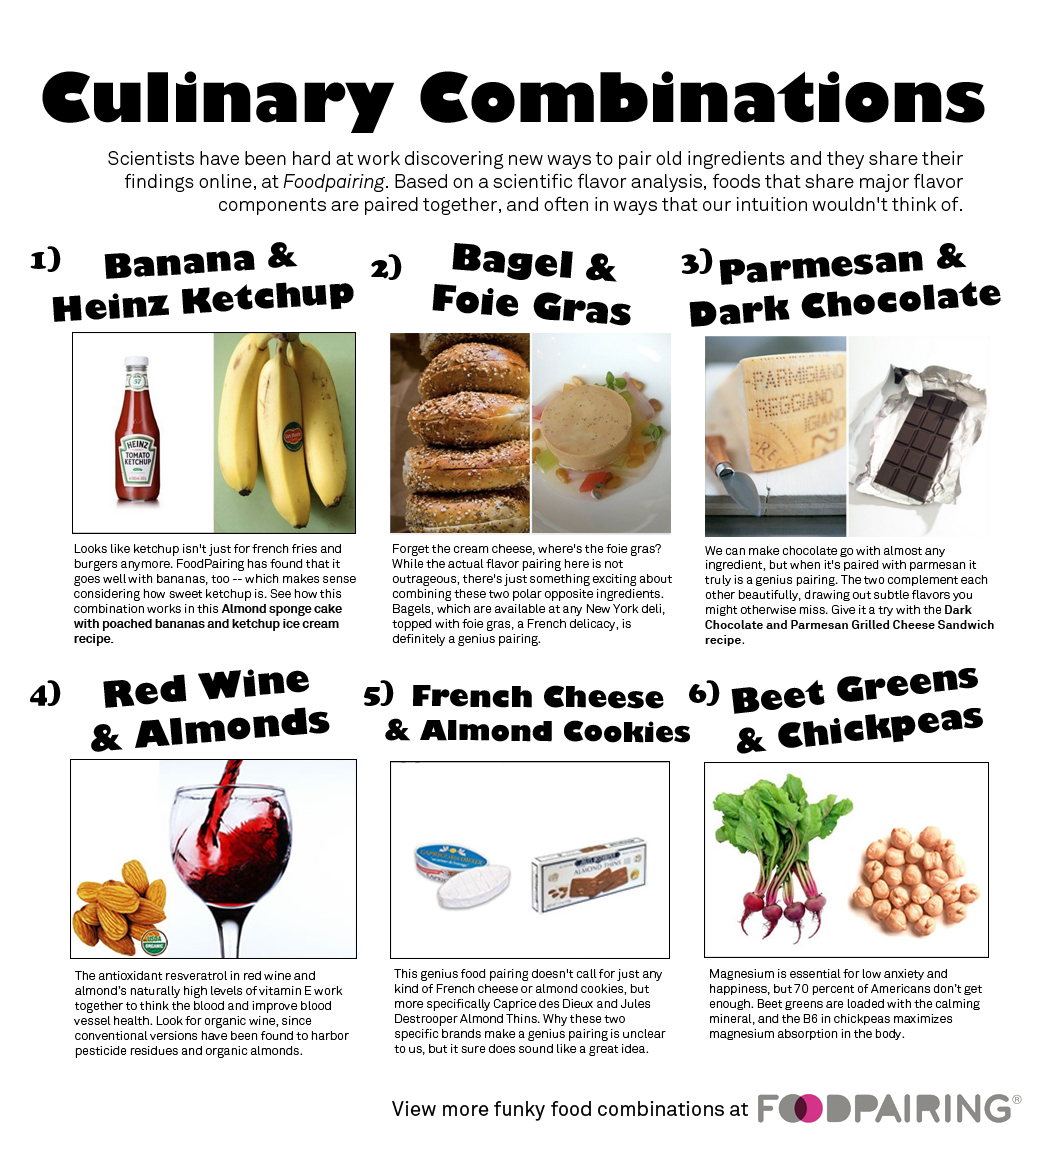 Culinary Combinations
Scientists have been hard at work discovering new ways to pair old ingredients and they share their
findings online, at Foodpairing. Based on a scientific flavor analysis, foods that share major flavor
components are paired together, and often in ways that our intuition wouldn't think of.
1) Banana &
Heinz Ketchup
57
HEINZ
TOMATO
KETCHUP
Looks like ketchup isn't just for french fries and
burgers anymore. FoodPairing has found that it
goes well with bananas, too -- which makes sense
considering how sweet ketchup is. See how this
combination works in this Almond sponge cake
with poached bananas and ketchup ice cream
recipe.
2) Bagel &
Foie Gras
Forget the cream cheese, where's the foie gras?
While the actual flavor pairing here is not
outrageous, there's just something exciting about
combining these two polar opposite ingredients.
Bagels, which are available at any New York deli,
topped with foie gras, a French delicacy, is
definitely a genius pairing.
3) Parmesan &
Dark Chocolate
-PARMIGIANO
-REGGIANO
IGIANO
We can make chocolate go with almost any
ingredient, but when it's paired with parmesan it
truly is a genius pairing. The two complement each
other beautifully, drawing out subtle flavors you
might otherwise miss. Give it a try with the Dark
Chocolate and Parmesan Grilled Cheese Sandwich
recipe.
4) Red Wine
& Almonds
USDA
ORGANIC
The antioxidant resveratrol in red wine and
almond's naturally high levels of vitamin E work
together to think the blood and improve blood
vessel health. Look for organic wine, since
conventional versions have been found to harbor
pesticide residues and organic almonds.
5) French Cheese
& Almond Cookies
CAPRICE des DIEUX
ALMOND THINS
This genius food pairing doesn't call for just any
kind of French cheese or almond cookies, but
more specifically Caprice des Dieux and Jules
Destrooper Almond Thins. Why these two
specific brands make a genius pairing is unclear
to us, but it sure does sound like a great idea.
6) Beet Greens
& Chickpeas
Magnesium is essential for low anxiety and
happiness, but 70 percent of Americans don't get
enough. Beet greens are loaded with the calming
mineral, and the B6 in chickpeas maximizes
magnesium absorption in the body.
View more funky food combinations at FOODPAIRING®